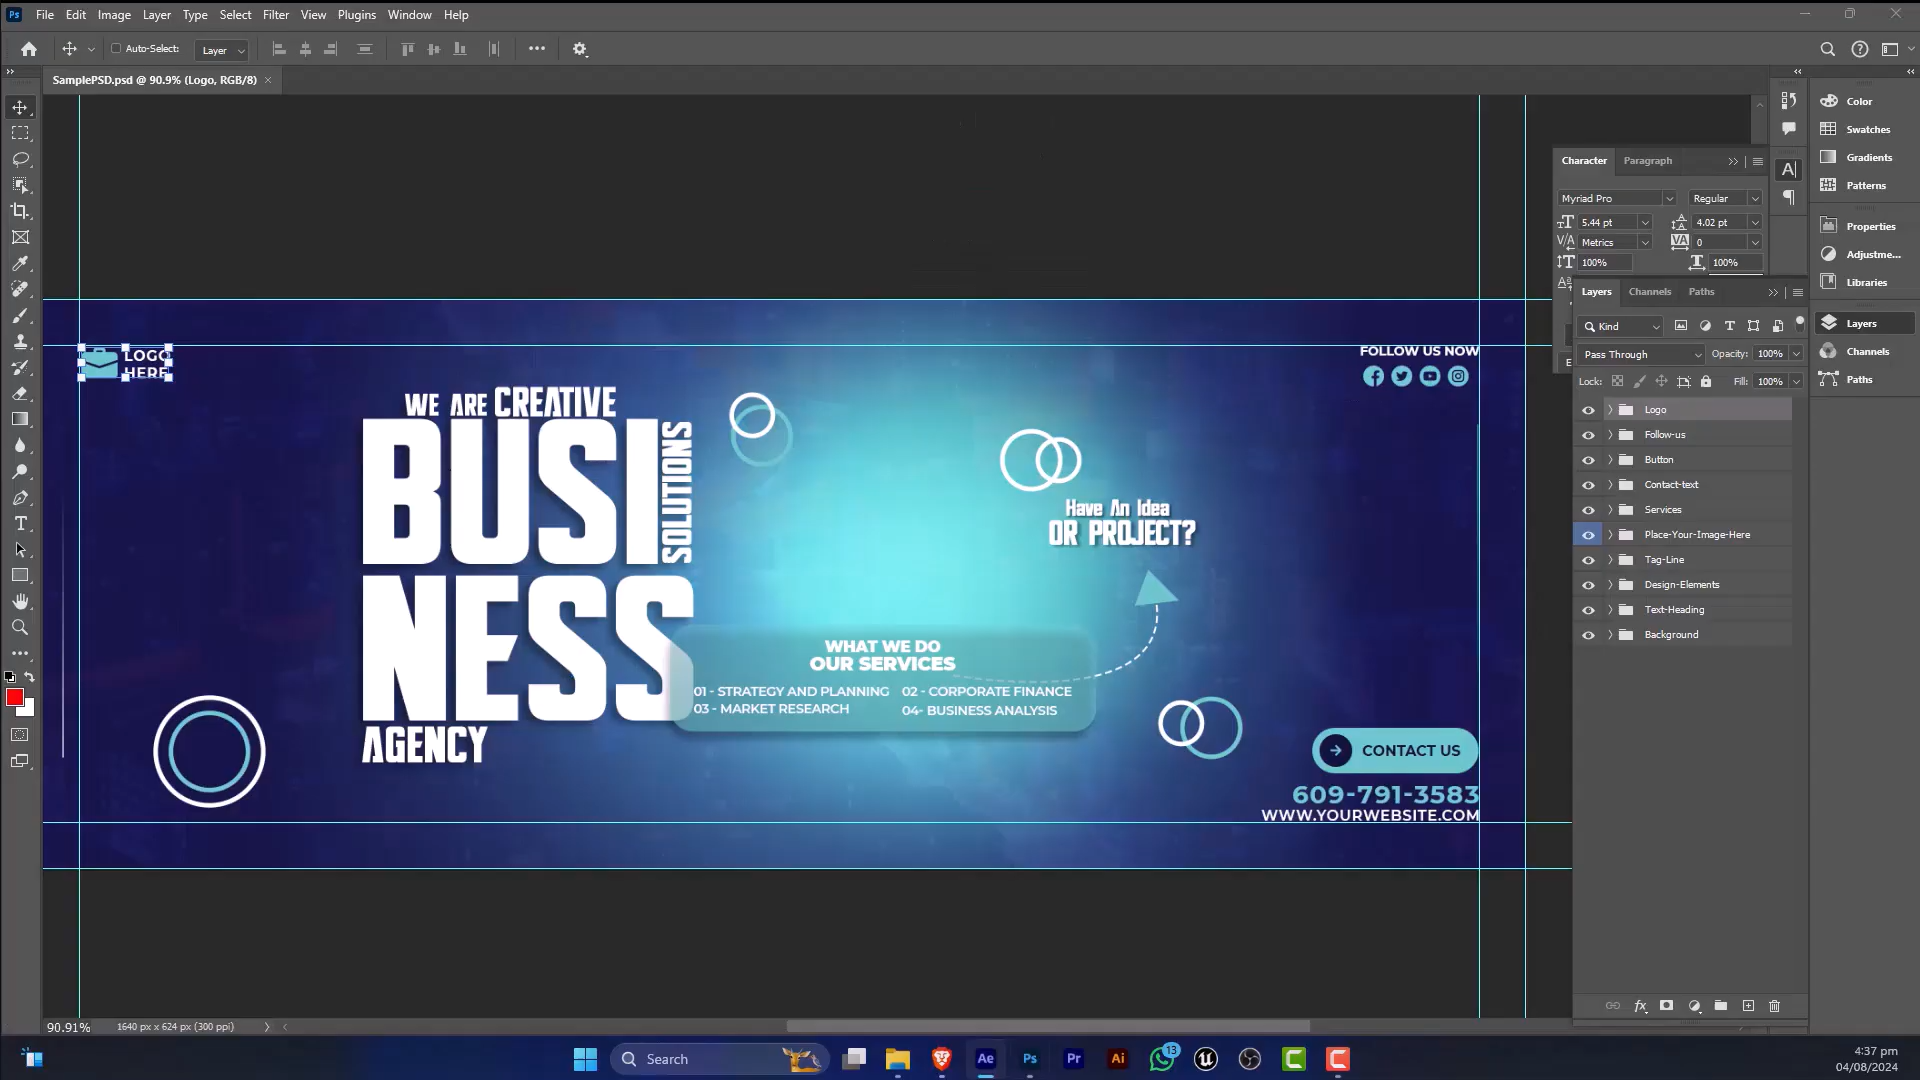 File Edit Image Layer Type Select Filter View Plugins Window Help
Auto-Select: Layer
SamplePSD.psd @ 90.9% (Logo, RGB/8)
LOGO
HERE
WE ARE CREATIVE
BUSI
SOLUTIONS
NESS
AGENCY
FOLLOW US NOW
Have An Idea
OR PROJECT?
WHAT WE DO
OUR SERVICES
01 - STRATEGY AND PLANNING 02 - CORPORATE FINANCE
03 - MARKET RESEARCH 04- BUSINESS ANALYSIS
CONTACT US
609-791-3583
WWW.YOURWEBSITE.COM
Character Paragraph
Myriad Pro Regular
5.44 pt 4.02 pt
Metrics 0
100% 100%
Layers Channels Paths
Kind
Pass Through Opacity: 100%
Lock: Fill: 100%
Logo
Follow-us
Button
Contact-text
Services
Place-Your-Image-Here
Tag-Line
Design-Elements
Text-Heading
Background
Color
Swatches
Gradients
Patterns
Properties
Adjustme...
Libraries
Layers
Channels
Paths
90.91% 1640 px x 624 px (300 ppi)
Search
Ae Ps Pr Ai 13
4:37 pm
04/08/2024